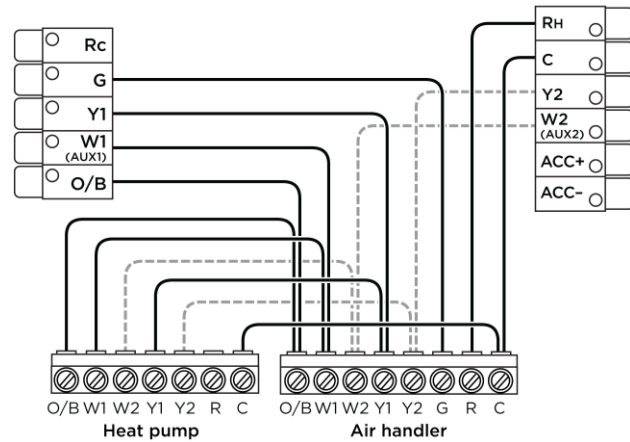 Rc
G
Y1
W1
(AUX1)
O/B
RH
C
Y2
W2
(AUX2)
ACC+
ACC-
O/B W1 W2 Y1 Y2 R C
Heat pump
O/B W1 W2 Y1 Y2 G R C
Air handler